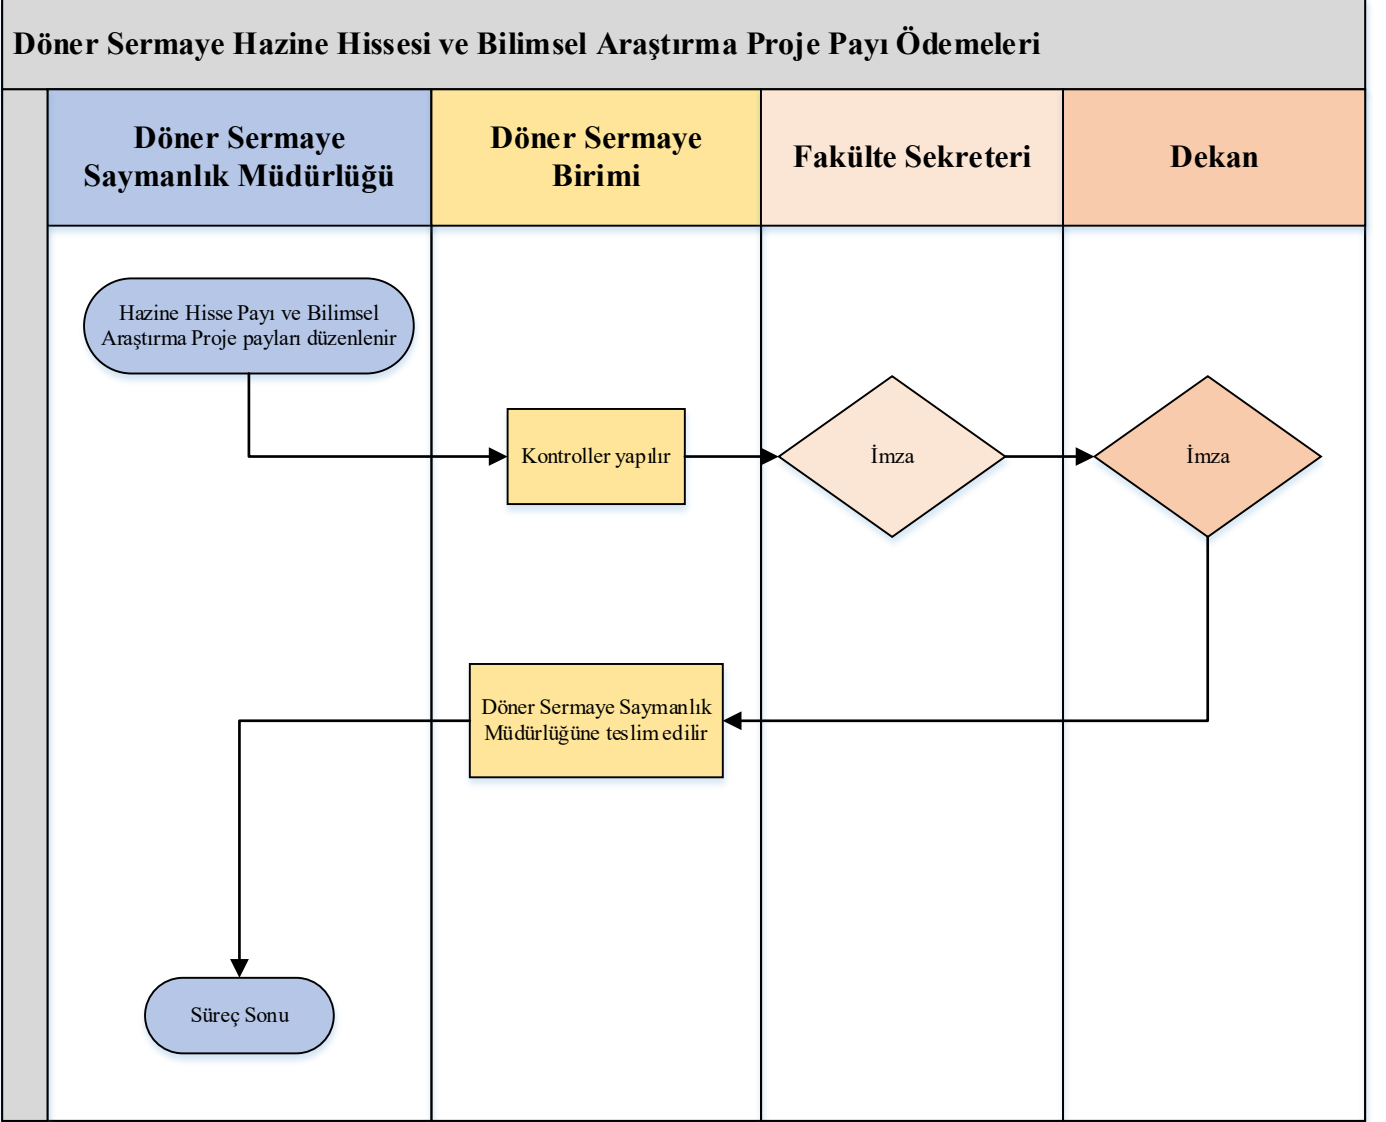 Döner Sermaye Hazine Hissesi ve Bilimsel Araştırma Proje Payı Ödemeleri
Döner Sermaye
Saymanlık Müdürlüğü
Döner Sermaye
Birimi
Fakülte Sekreteri
Dekan
Hazine Hisse Payı ve Bilimsel
Araştırma Proje payları düzenlenir
Kontroller yapılır
İmza
İmza
Döner Sermaye Saymanlık
Müdürlüğüne teslim edilir
Süreç Sonu